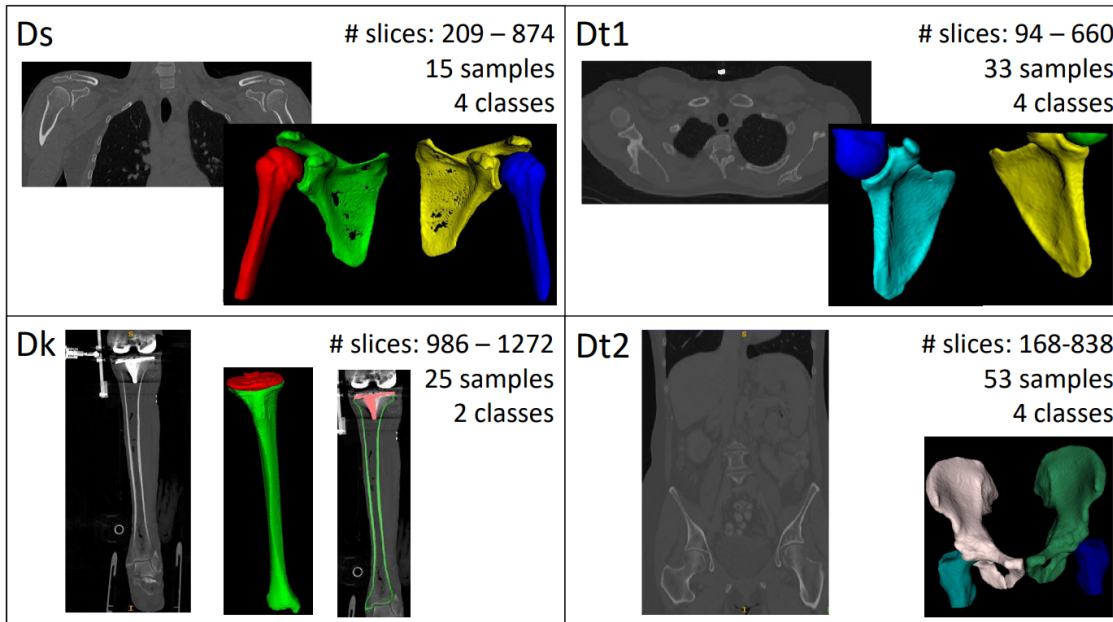 Ds
# slices: 209 – 874
15 samples
4 classes
Dt1
# slices: 94 – 660
33 samples
4 classes
Dk
# slices: 986 – 1272
25 samples
2 classes
S
I
Dt2
# slices: 168-838
53 samples
4 classes
S
I